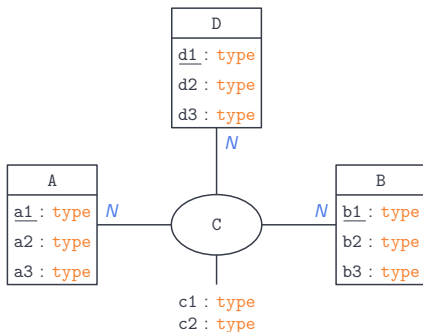 D
d1 : type
d2 : type
d3 : type
N
A
a1 : type
a2 : type
a3 : type
N
C
N
B
b1 : type
b2 : type
b3 : type
c1 : type
c2 : type